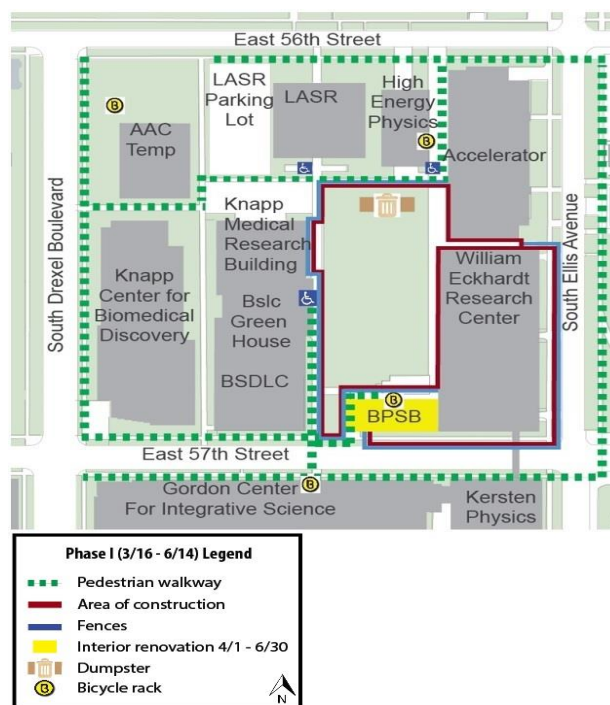 East 56th Street
LASR
Parking
Lot
LASR
High
Energy
Physics
B
AAC
Temp
B
Accelerator
South Drexel Boulevard
Knapp
Medical
Research
Building
Knapp
Center for
Biomedical
Discovery
Bslc
Green
House
BSDLC
William
Eckhardt
Research
Center
South Ellis Avenue
B
BPSB
East 57th Street
Gordon Center
For Integrative Science
B
Kersten
Physics
Phase I (3/16 - 6/14) Legend
Pedestrian walkway
Area of construction
Fences
Interior renovation 4/1 - 6/30
Dumpster
B
Bicycle rack
N